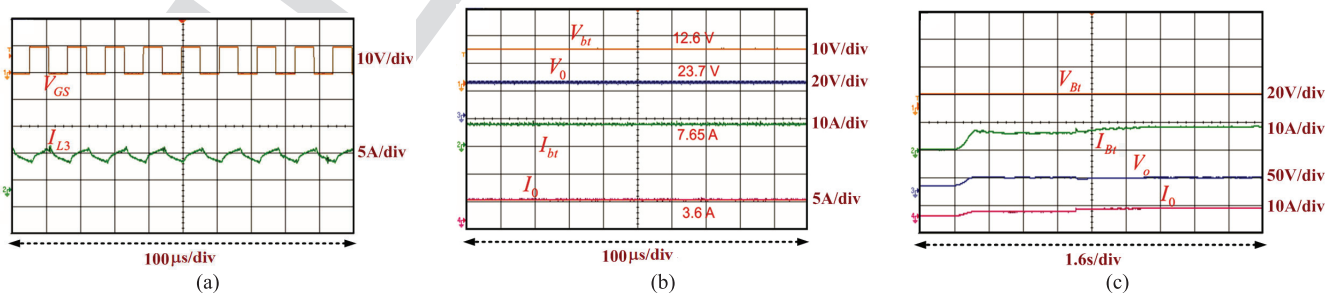 10V/div
V_GS
I_L3
5A/div
100μs/div
(a)
V_bt
12.6 V
10V/div
V_0
23.7 V
20V/div
10A/div
7.65 A
I_bt
I_0
5A/div
3.6 A
100μs/div
(b)
V_Bt
20V/div
10A/div
I_Bt
V_o
50V/div
I_0
10A/div
1.6s/div
(c)